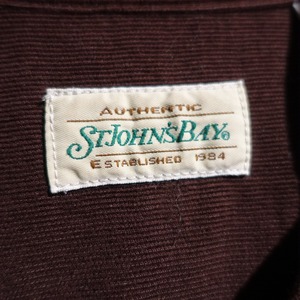 AUTHENTIC
ST. JOHN'S BAY®
ESTABLISHED 1984